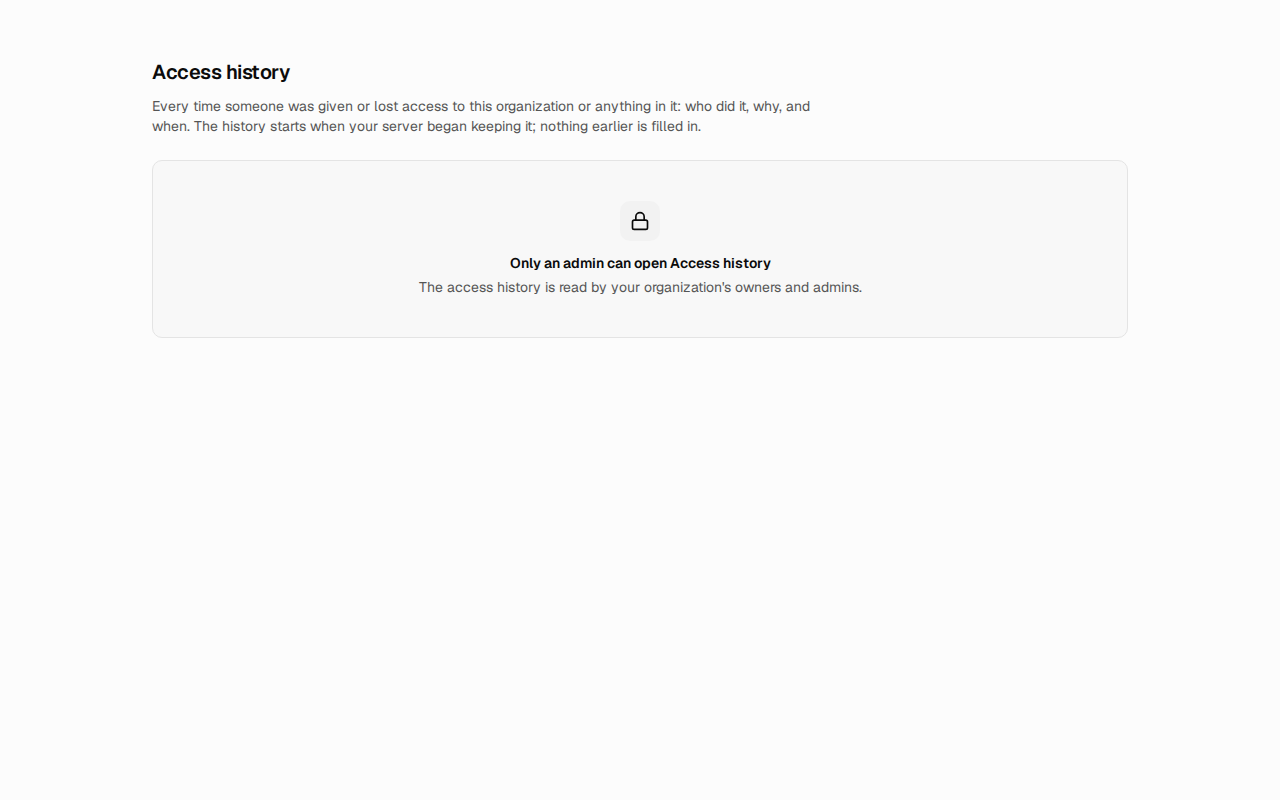 Access history
Every time someone was given or lost access to this organization or anything in it: who did it, why, and
when. The history starts when your server began keeping it; nothing earlier is filled in.
Only an admin can open Access history
The access history is read by your organization's owners and admins.